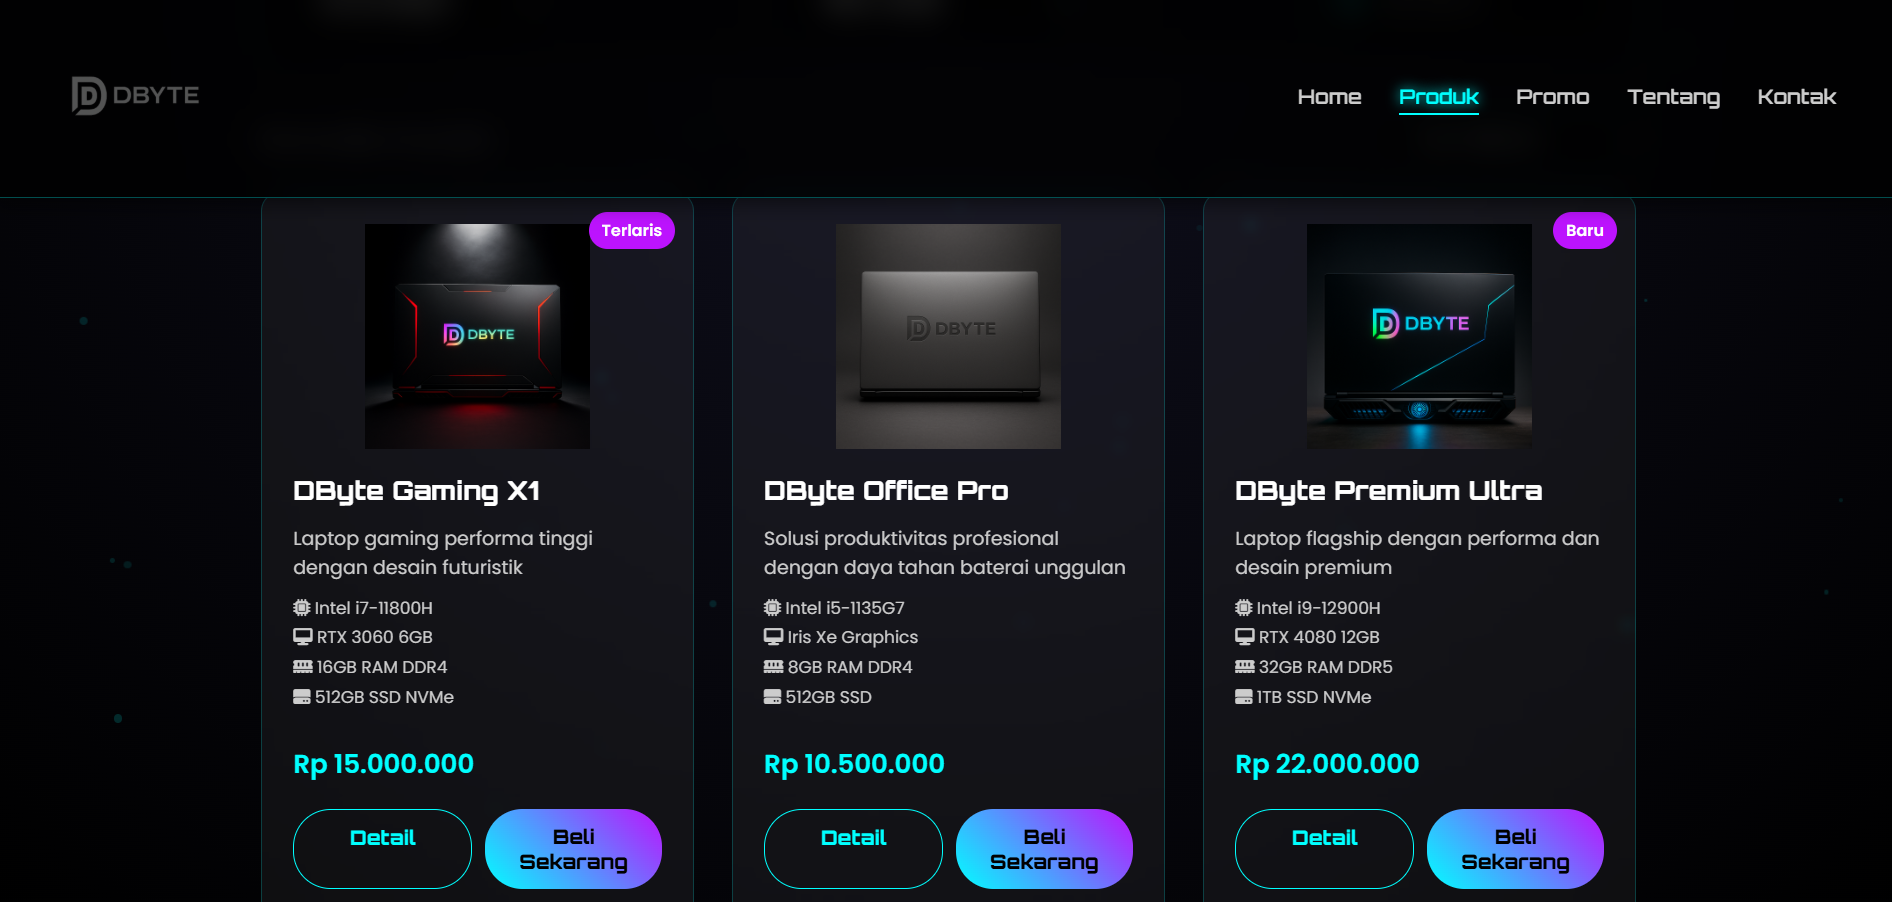 DBYTE
Home Produk Promo Tentang Kontak
Terlaris
DBYTE
DByte Gaming X1
Laptop gaming performa tinggi
dengan desain futuristik
Intel i7-11800H
RTX 3060 6GB
16GB RAM DDR4
512GB SSD NVMe
Rp 15.000.000
Detail
Beli
Sekarang
DBYTE
DByte Office Pro
Solusi produktivitas profesional
dengan daya tahan baterai unggulan
Intel i5-1135G7
Iris Xe Graphics
8GB RAM DDR4
512GB SSD
Rp 10.500.000
Detail
Beli
Sekarang
Baru
DBYTE
DByte Premium Ultra
Laptop flagship dengan performa dan
desain premium
Intel i9-12900H
RTX 4080 12GB
32GB RAM DDR5
1TB SSD NVMe
Rp 22.000.000
Detail
Beli
Sekarang